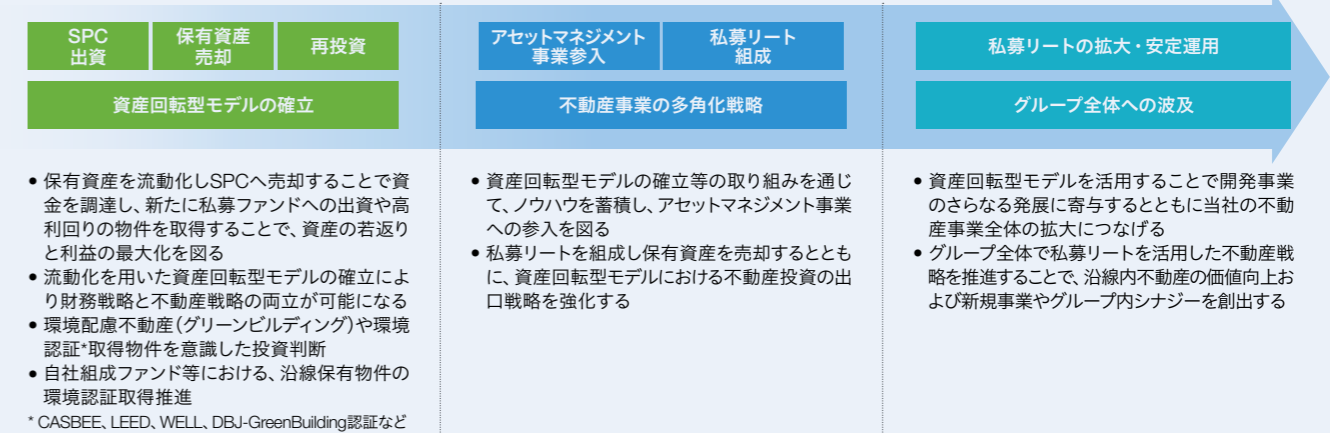 SPC
出資
保有資産
売却
再投資
資産回転型モデルの確立
アセットマネジメント
事業参入
私募リート
組成
不動産事業の多角化戦略
私募リートの拡大・安定運用
グループ全体への波及
● 保有資産を流動化しSPCへ売却することで資
金を調達し、新たに私募ファンドへの出資や高
利回りの物件を取得することで、資産の若返り
と利益の最大化を図る
● 流動化を用いた資産回転型モデルの確立によ
り財務戦略と不動産戦略の両立が可能になる
● 環境配慮不動産(グリーンビルディング)や環境
認証*取得物件を意識した投資判断
● 自社組成ファンド等における、沿線保有物件の
環境認証取得推進
* CASBEE、LEED、WELL、DBJ-GreenBuilding認証など
● 資産回転型モデルの確立等の取り組みを通じ
て、ノウハウを蓄積し、アセットマネジメント事業
への参入を図る
● 私募リートを組成し保有資産を売却するととも
に、資産回転型モデルにおける不動産投資の出
口戦略を強化する
● 資産回転型モデルを活用することで開発事業
のさらなる発展に寄与するとともに当社の不動
産事業全体の拡大につなげる
● グループ全体で私募リートを活用した不動産戦
略を推進することで、沿線内不動産の価値向上お
よび新規事業やグループ内シナジーを創出する